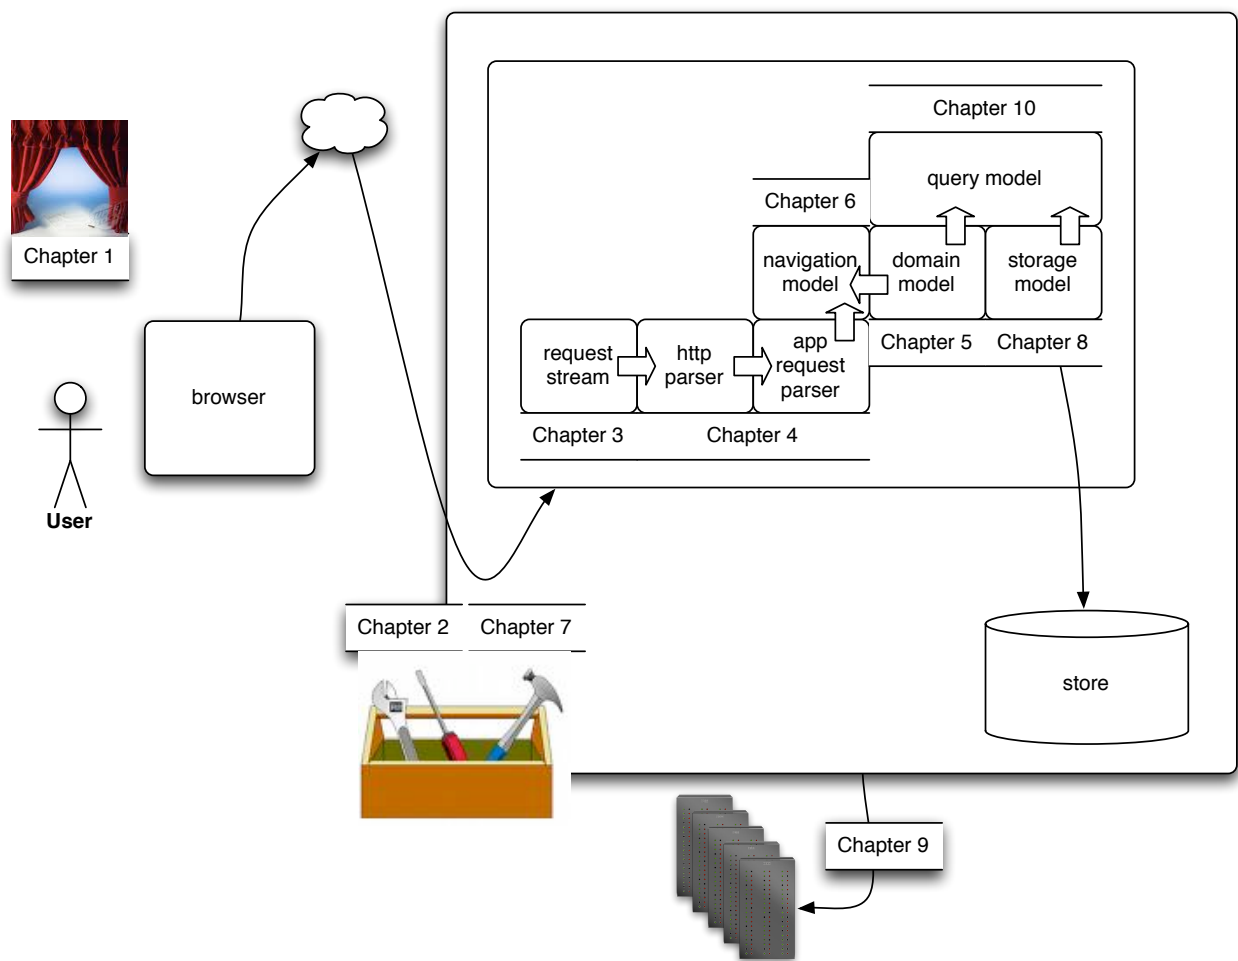 Chapter 10
query model
Chapter 6
Chapter 1
navigation
model
domain
model
storage
model
request
stream
http
parser
app
request
parser
Chapter 5
Chapter 8
browser
Chapter 3
Chapter 4
User
Chapter 2
Chapter 7
store
Chapter 9